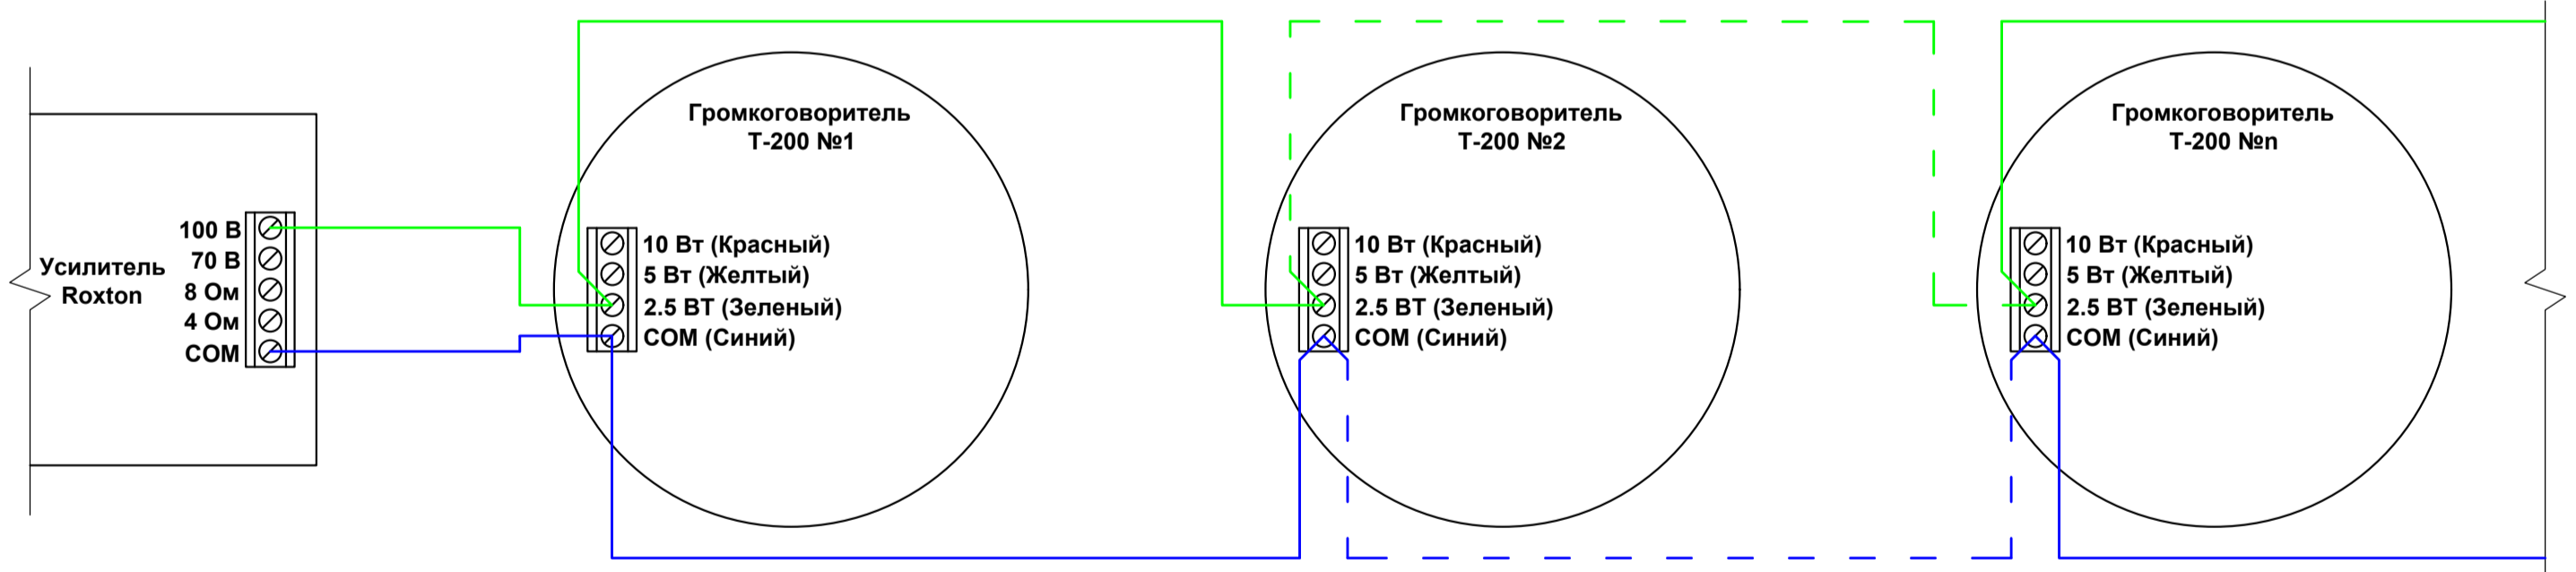 Усилитель
Roxton
100 В
70 В
8 Ом
4 Ом
COM
Громкоговоритель
Т-200 №1
10 Вт (Красный)
5 Вт (Желтый)
2.5 ВТ (Зеленый)
COM (Синий)
Громкоговоритель
Т-200 №2
10 Вт (Красный)
5 Вт (Желтый)
2.5 ВТ (Зеленый)
COM (Синий)
Громкоговоритель
Т-200 №n
10 Вт (Красный)
5 Вт (Желтый)
2.5 ВТ (Зеленый)
COM (Синий)